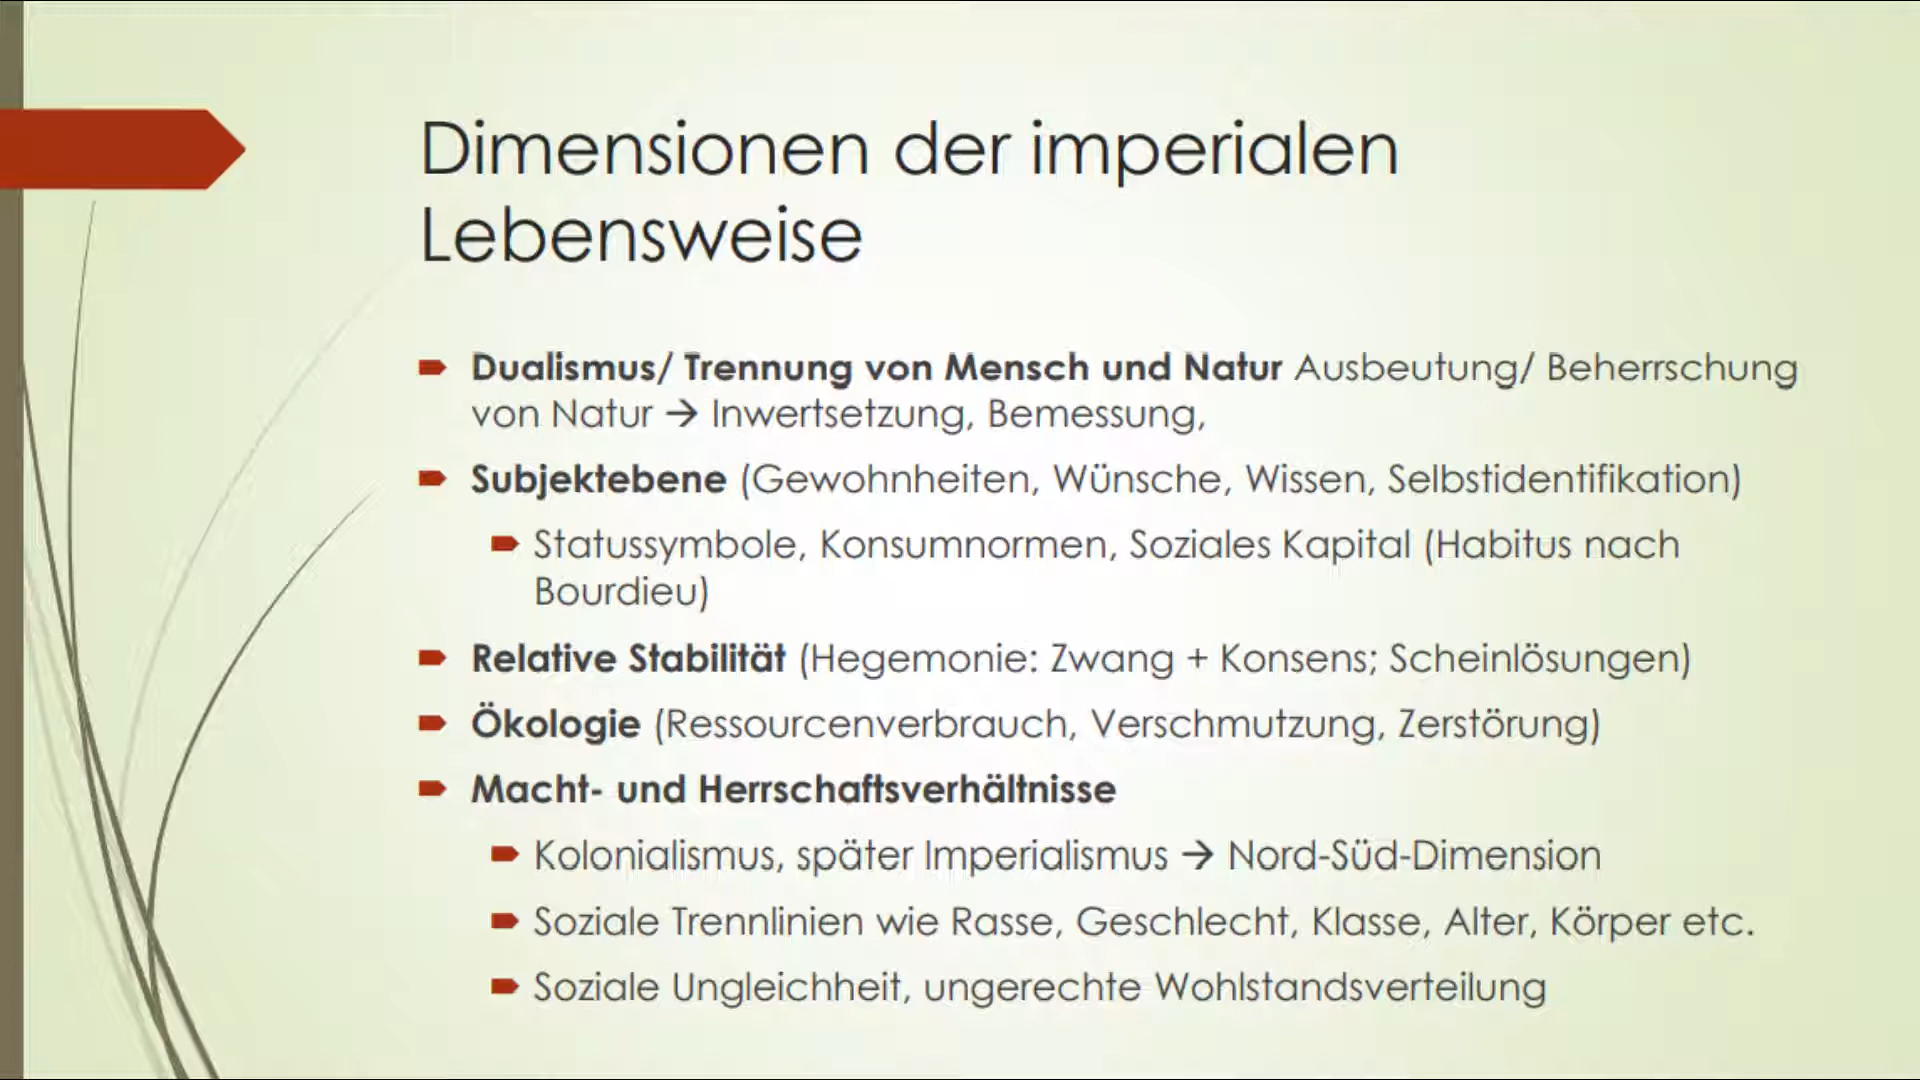 Dimensionen der imperialen
Lebensweise
Dualismus/ Trennung von Mensch und Natur Ausbeutung/ Beherrschung
von Natur → Inwertsetzung, Bemessung,
Subjektebene (Gewohnheiten, Wünsche, Wissen, Selbstidentifikation)
Statussymbole, Konsumnormen, Soziales Kapital (Habitus nach
Bourdieu)
Relative Stabilität (Hegemonie: Zwang + Konsens; Scheinlösungen)
Ökologie (Ressourcenverbrauch, Verschmutzung, Zerstörung)
Macht- und Herrschaftsverhältnisse
Kolonialismus, später Imperialismus → Nord-Süd-Dimension
Soziale Trennlinien wie Rasse, Geschlecht, Klasse, Alter, Körper etc.
Soziale Ungleichheit, ungerechte Wohlstandsverteilung